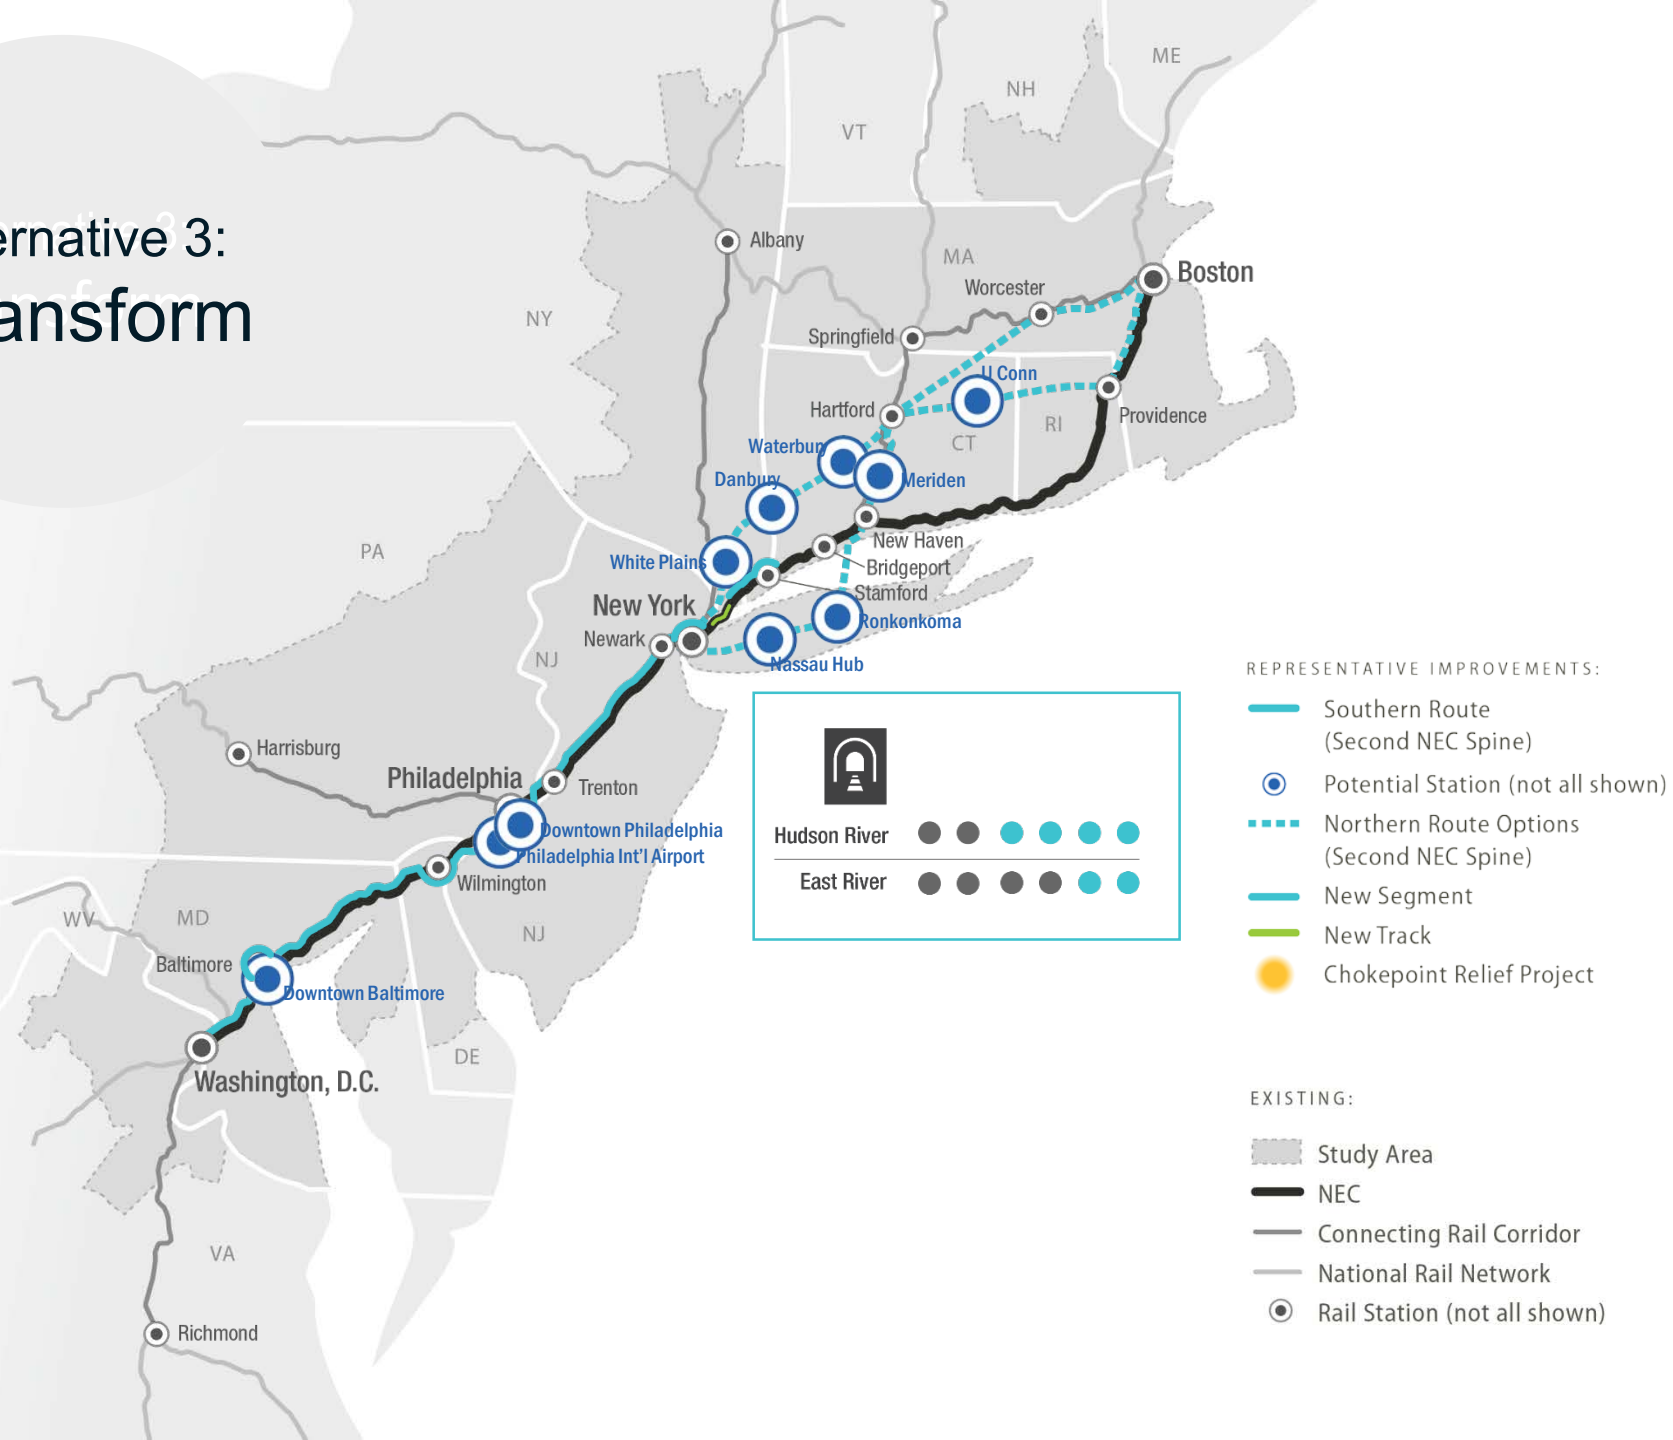 ernative 3:
ansform
ME
NH
VT
Albany
MA
Boston
Worcester
NY
Springfield
U Conn
Hartford
Providence
RI
CT
Waterbury
Danbury
Meriden
PA
New Haven
White Plains
Bridgeport
Stamford
New York
Ronkonkoma
Newark
NJ
Nassau Hub
Harrisburg
Philadelphia
Trenton
Downtown Philadelphia
Philadelphia Int'l Airport
Wilmington
WV
MD
NJ
Baltimore
Downtown Baltimore
DE
Washington, D.C.
VA
Richmond
Hudson River
East River
REPRESENTATIVE IMPROVEMENTS:
Southern Route
(Second NEC Spine)
Potential Station (not all shown)
Northern Route Options
(Second NEC Spine)
New Segment
New Track
Chokepoint Relief Project
EXISTING:
Study Area
NEC
Connecting Rail Corridor
National Rail Network
Rail Station (not all shown)